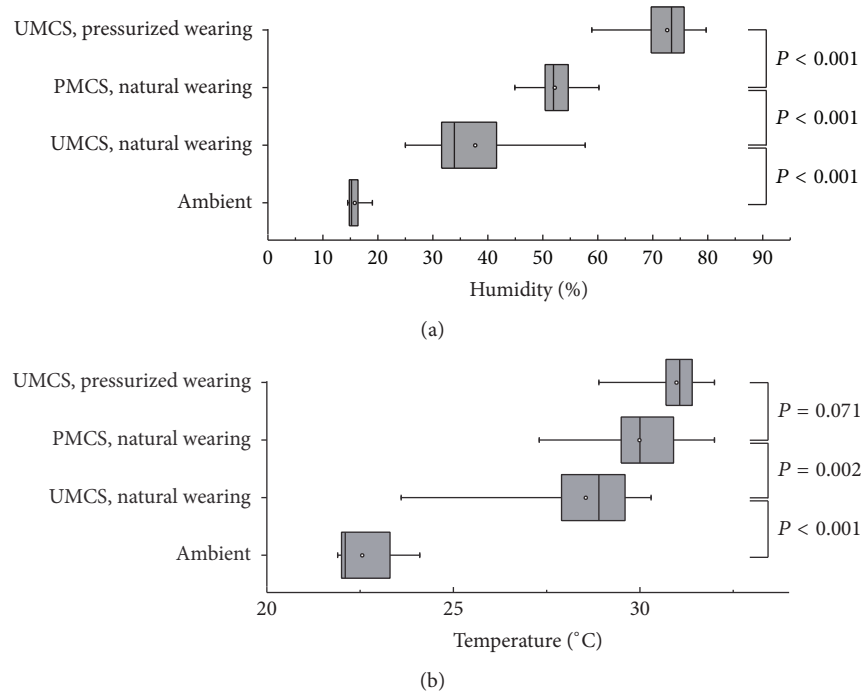 UMCS, pressurized wearing
P < 0.001
PMCS, natural wearing
P < 0.001
UMCS, natural wearing
P < 0.001
Ambient
0 10 20 30 40 50 60 70 80 90
Humidity (%)
(a)
UMCS, pressurized wearing
P = 0.071
PMCS, natural wearing
P = 0.002
UMCS, natural wearing
P < 0.001
Ambient
20 25 30
Temperature (°C)
(b)